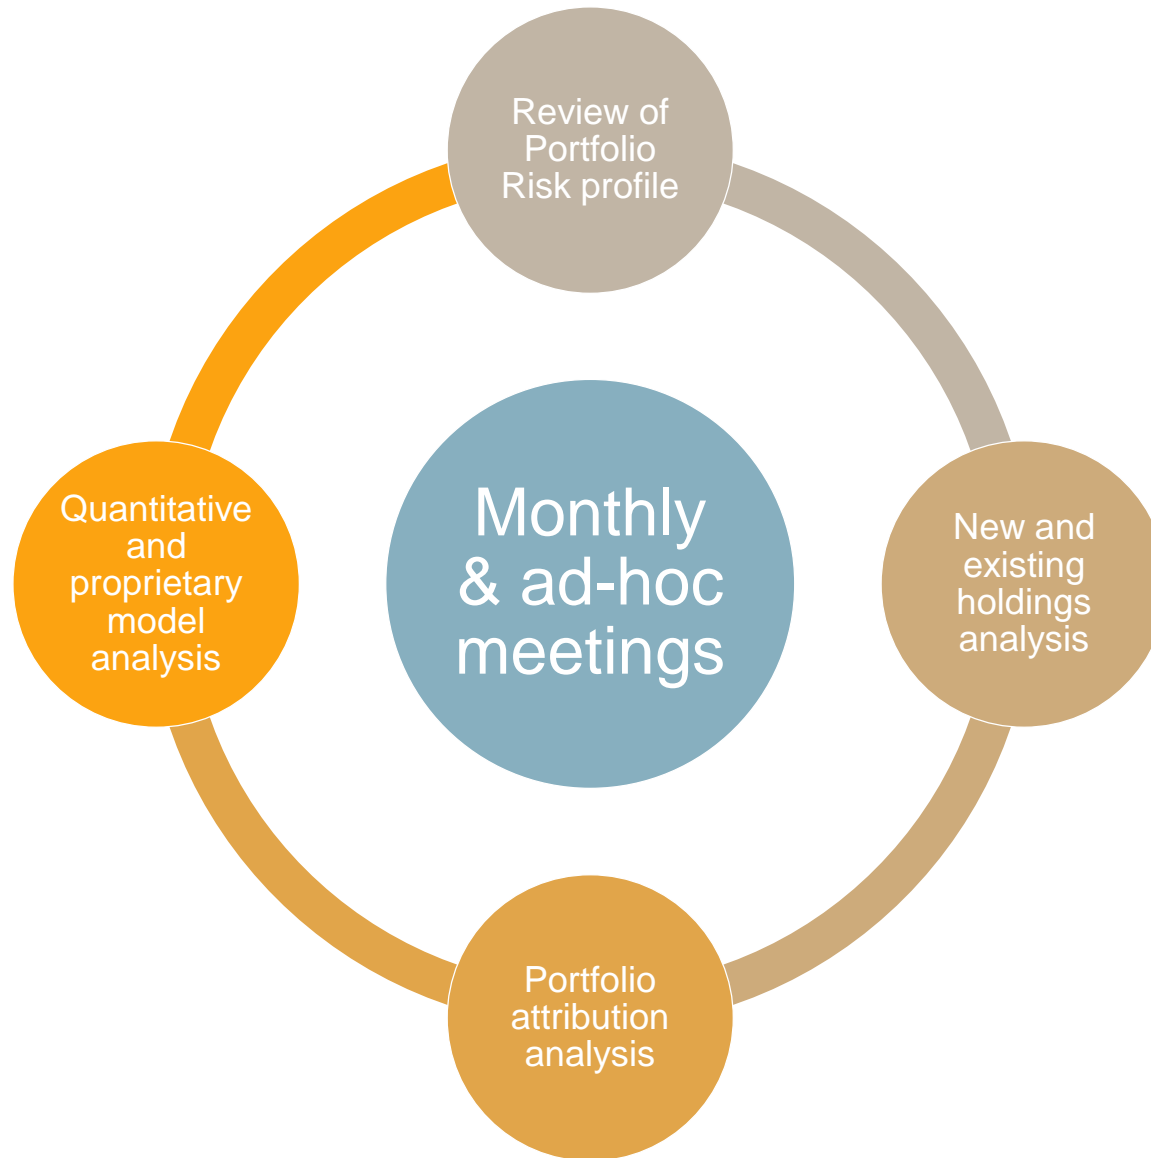 Review of
Portfolio
Risk profile
Quantitative
and
proprietary
model
analysis
Monthly
& ad-hoc
meetings
New and
existing
holdings
analysis
Portfolio
attribution
analysis